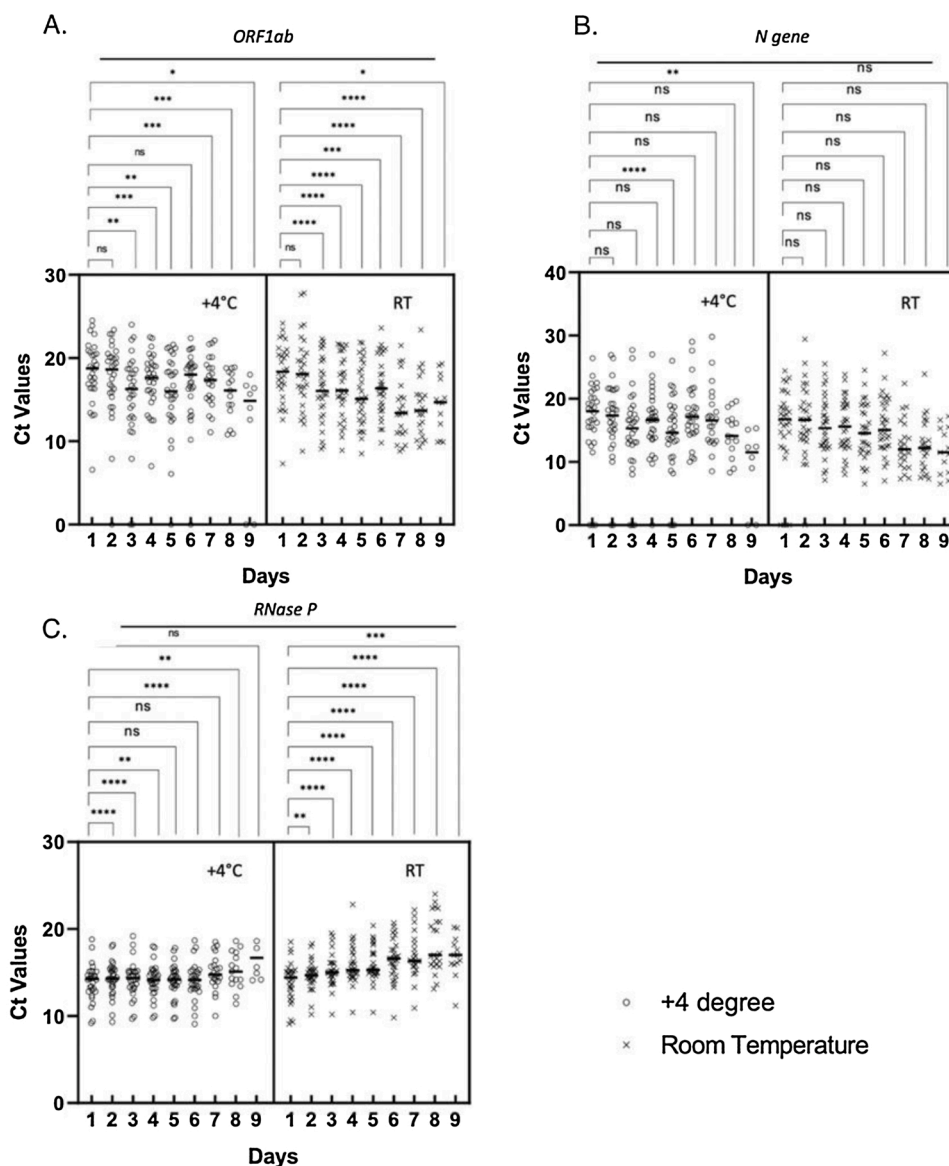 A.
ORF1ab
* *
*** ****
*** ****
ns ***
** ****
*** ****
** ****
ns ns
30
20
10
0
Ct Values
+4°C RT
1 2 3 4 5 6 7 8 9 1 2 3 4 5 6 7 8 9
Days
B.
N gene
** ns
ns ns
ns ns
ns ns
**** ns
ns ns
ns ns
ns ns
40
30
20
10
0
Ct Values
+4°C RT
1 2 3 4 5 6 7 8 9 1 2 3 4 5 6 7 8 9
Days
C.
RNase P
ns ***
** ****
**** ****
ns ****
ns ****
** ****
**** ****
**** **
30
20
10
0
Ct Values
+4°C RT
1 2 3 4 5 6 7 8 9 1 2 3 4 5 6 7 8 9
Days
+4 degree
Room Temperature